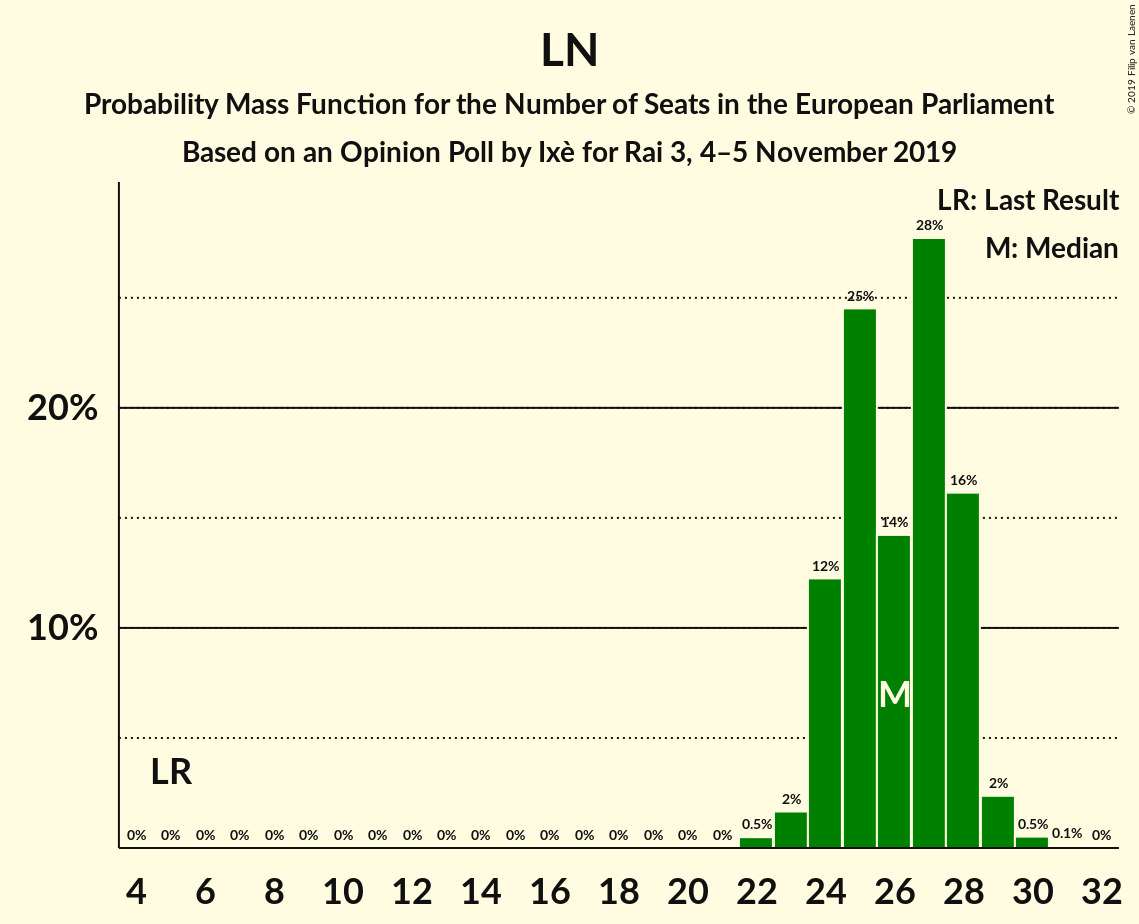 LN
Probability Mass Function for the Number of Seats in the European Parliament
Based on an Opinion Poll by Ixè for Rai 3, 4–5 November 2019
© 2019 Filip van Laenen
LR: Last Result
M: Median
28%
25%
20%
16%
14%
12%
10%
M
LR
0% 0% 0% 0% 0% 0% 0% 0% 0% 0% 0% 0% 0% 0% 0% 0% 0% 0% 0.5% 2% 2% 0.5% 0.1% 0%
4 6 8 10 12 14 16 18 20 22 24 26 28 30 32